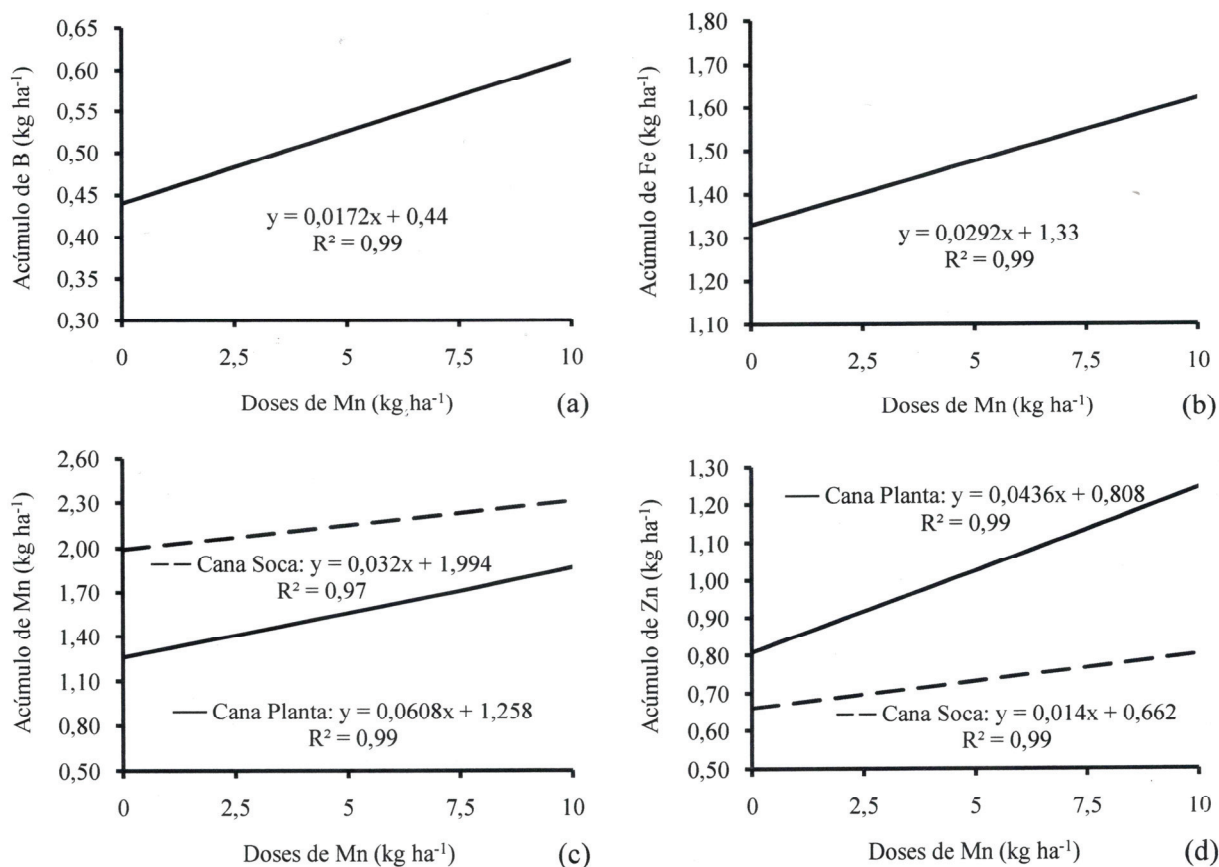 Acúmulo de B (kg ha⁻¹)
0,65
0,60
0,55
0,50
0,45
0,40
0,35
0,30
y = 0,0172x + 0,44
R² = 0,99
0 2,5 5 7,5 10
Doses de Mn (kg ha⁻¹) (a)
Acúmulo de Fe (kg ha⁻¹)
1,80
1,70
1,60
1,50
1,40
1,30
1,20
1,10
y = 0,0292x + 1,33
R² = 0,99
0 2,5 5 7,5 10
Doses de Mn (kg ha⁻¹) (b)
Acúmulo de Mn (kg ha⁻¹)
2,60
2,30
2,00
1,70
1,40
1,10
0,80
0,50
Cana Soca: y = 0,032x + 1,994
R² = 0,97
Cana Planta: y = 0,0608x + 1,258
R² = 0,99
0 2,5 5 7,5 10
Doses de Mn (kg ha⁻¹) (c)
Acúmulo de Zn (kg ha⁻¹)
1,30
1,20
1,10
1,00
0,90
0,80
0,70
0,60
0,50
Cana Planta: y = 0,0436x + 0,808
R² = 0,99
Cana Soca: y = 0,014x + 0,662
R² = 0,99
0 2,5 5 7,5 10
Doses de Mn (kg ha⁻¹) (d)